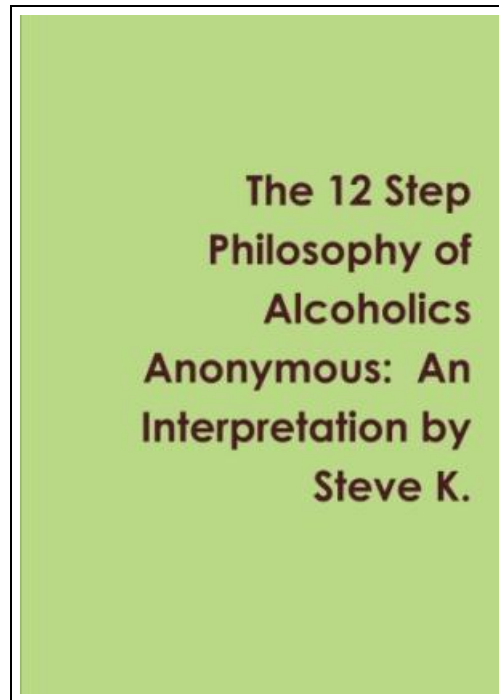 The 12 Step
Philosophy of
Alcoholics
Anonymous:  An
Interpretation by
Steve K.